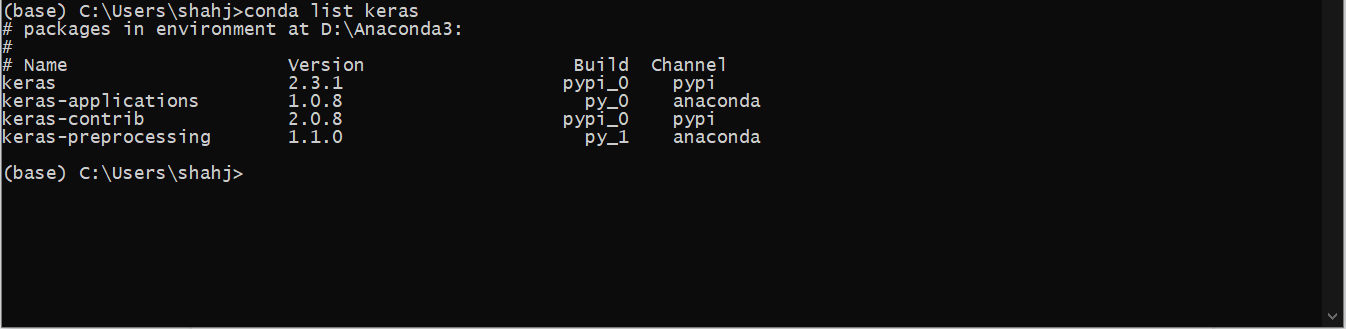 (base) C:\Users\shahj>conda list keras
# packages in environment at D:\Anaconda3:
#
# Name                    Version                   Build  Channel
keras                     2.3.1                    pypi_0    pypi
keras-applications        1.0.8                      py_0    anaconda
keras-contrib             2.0.8                    pypi_0    pypi
keras-preprocessing       1.1.0                      py_1    anaconda
(base) C:\Users\shahj>